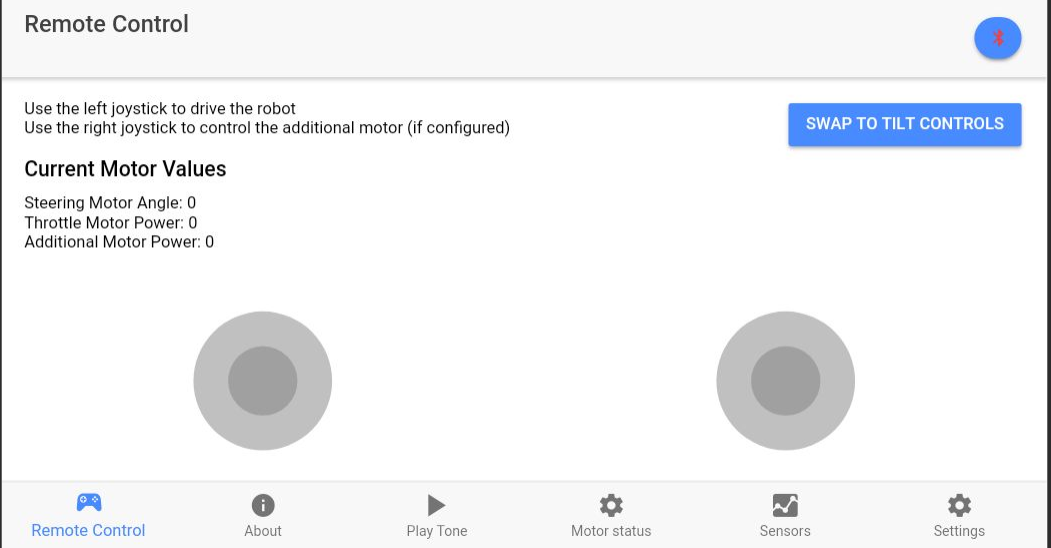 Remote Control
Use the left joystick to drive the robot
Use the right joystick to control the additional motor (if configured)
SWAP TO TILT CONTROLS
Current Motor Values
Steering Motor Angle: 0
Throttle Motor Power: 0
Additional Motor Power: 0
Remote Control
About
Play Tone
Motor status
Sensors
Settings